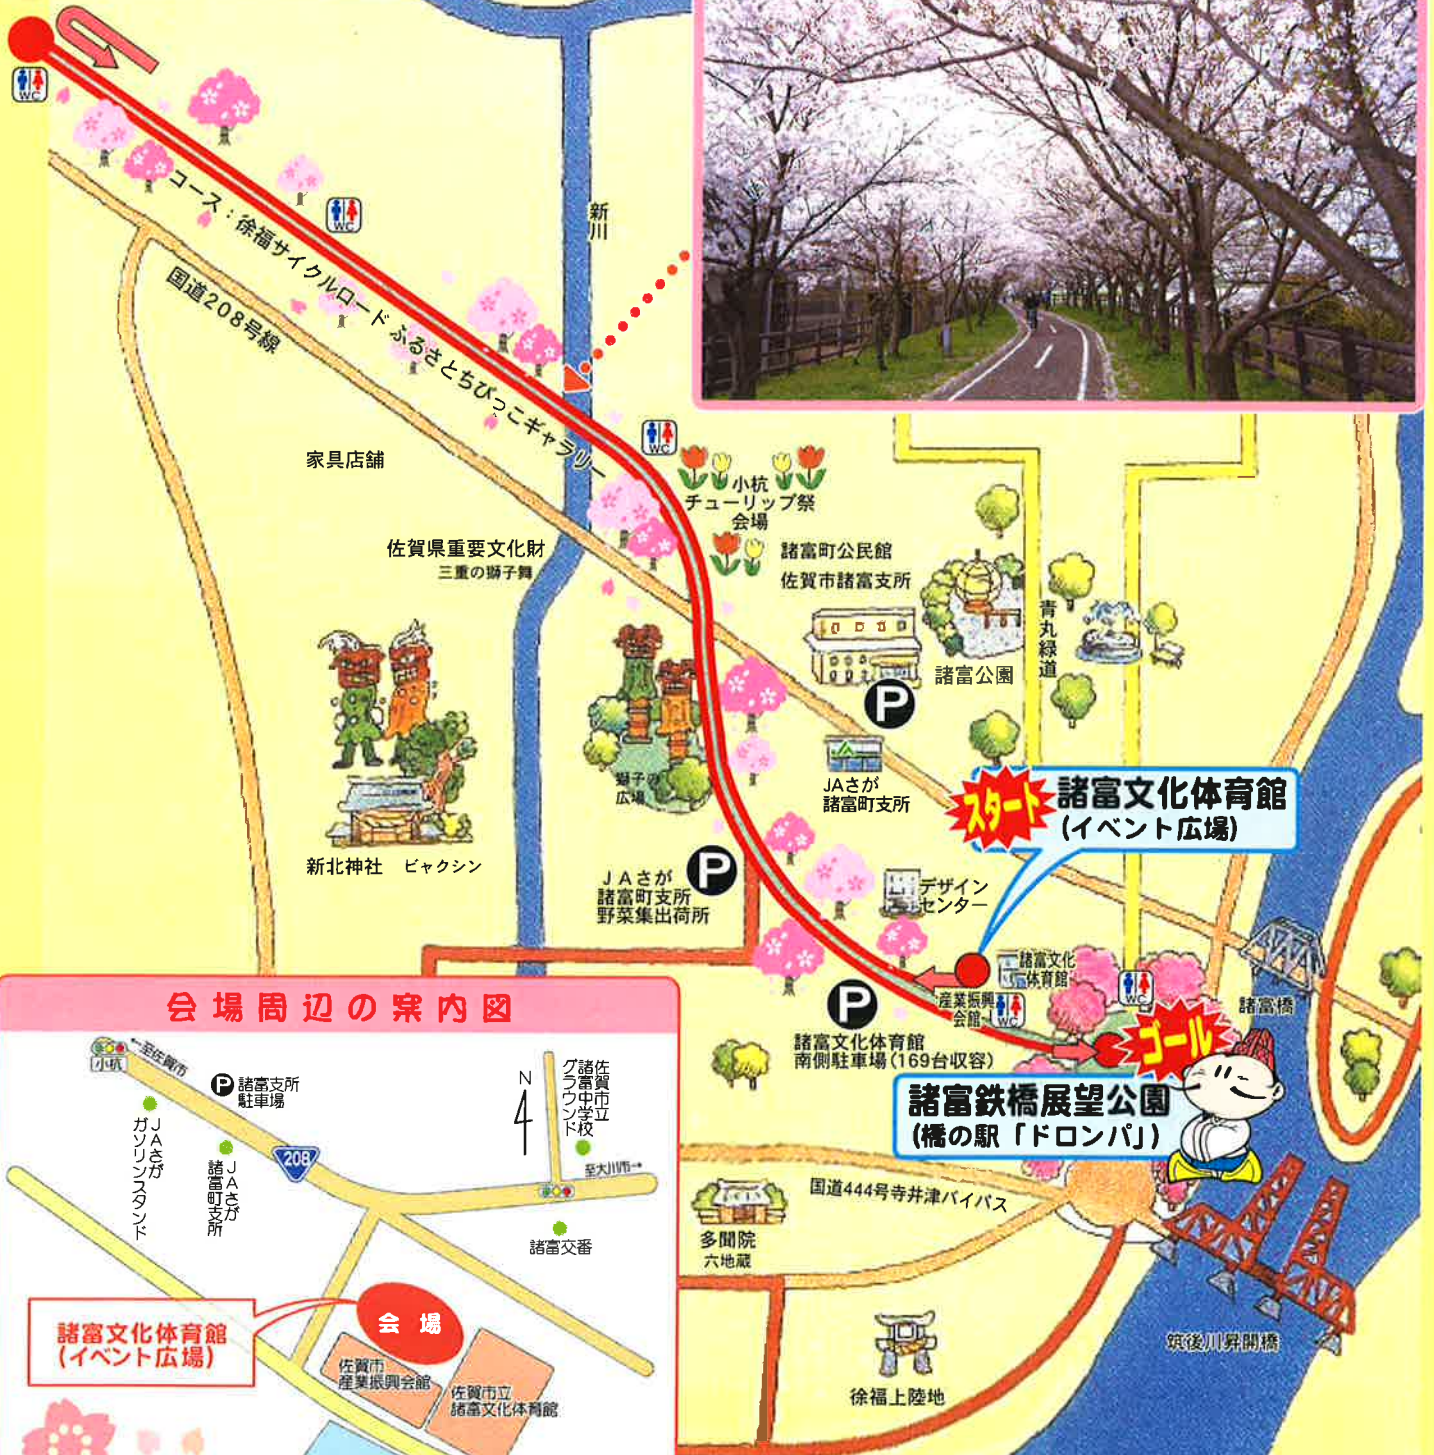 WC
コース：徐福サイクルロード ふるさとちびっこギャラリー
WC
国道208号線
新川
WC
家具店舗
小杭
チューリップ祭
会場
佐賀県重要文化財
三重の獅子舞
諸富町公民館
佐賀市諸富支所
青丸緑道
諸富公園
P
獅子の
広場
JAさが
諸富町支所
スタート
諸富文化体育館
(イベント広場)
新北神社 ビャクシン
JAさが
諸富町支所
野菜集出荷所
P
デザイン
センター
諸富文化
体育館
産業振興
会館
WC
WC
諸富橋
P
諸富文化体育館
南側駐車場(169台収容)
ゴール
諸富鉄橋展望公園
(橋の駅「ドロンパ」)
国道444号寺井津バイパス
多聞院
六地蔵
筑後川昇開橋
徐福上陸地
会場周辺の案内図
小杭
←至佐賀市
P
諸富支所
駐車場
JAさが
ガソリンスタンド
JAさが
諸富町支所
208
N
佐賀市立
諸富中学校
グラウンド
至大川市→
諸富交番
会場
諸富文化体育館
(イベント広場)
佐賀市
産業振興会館
佐賀市立
諸富文化体育館